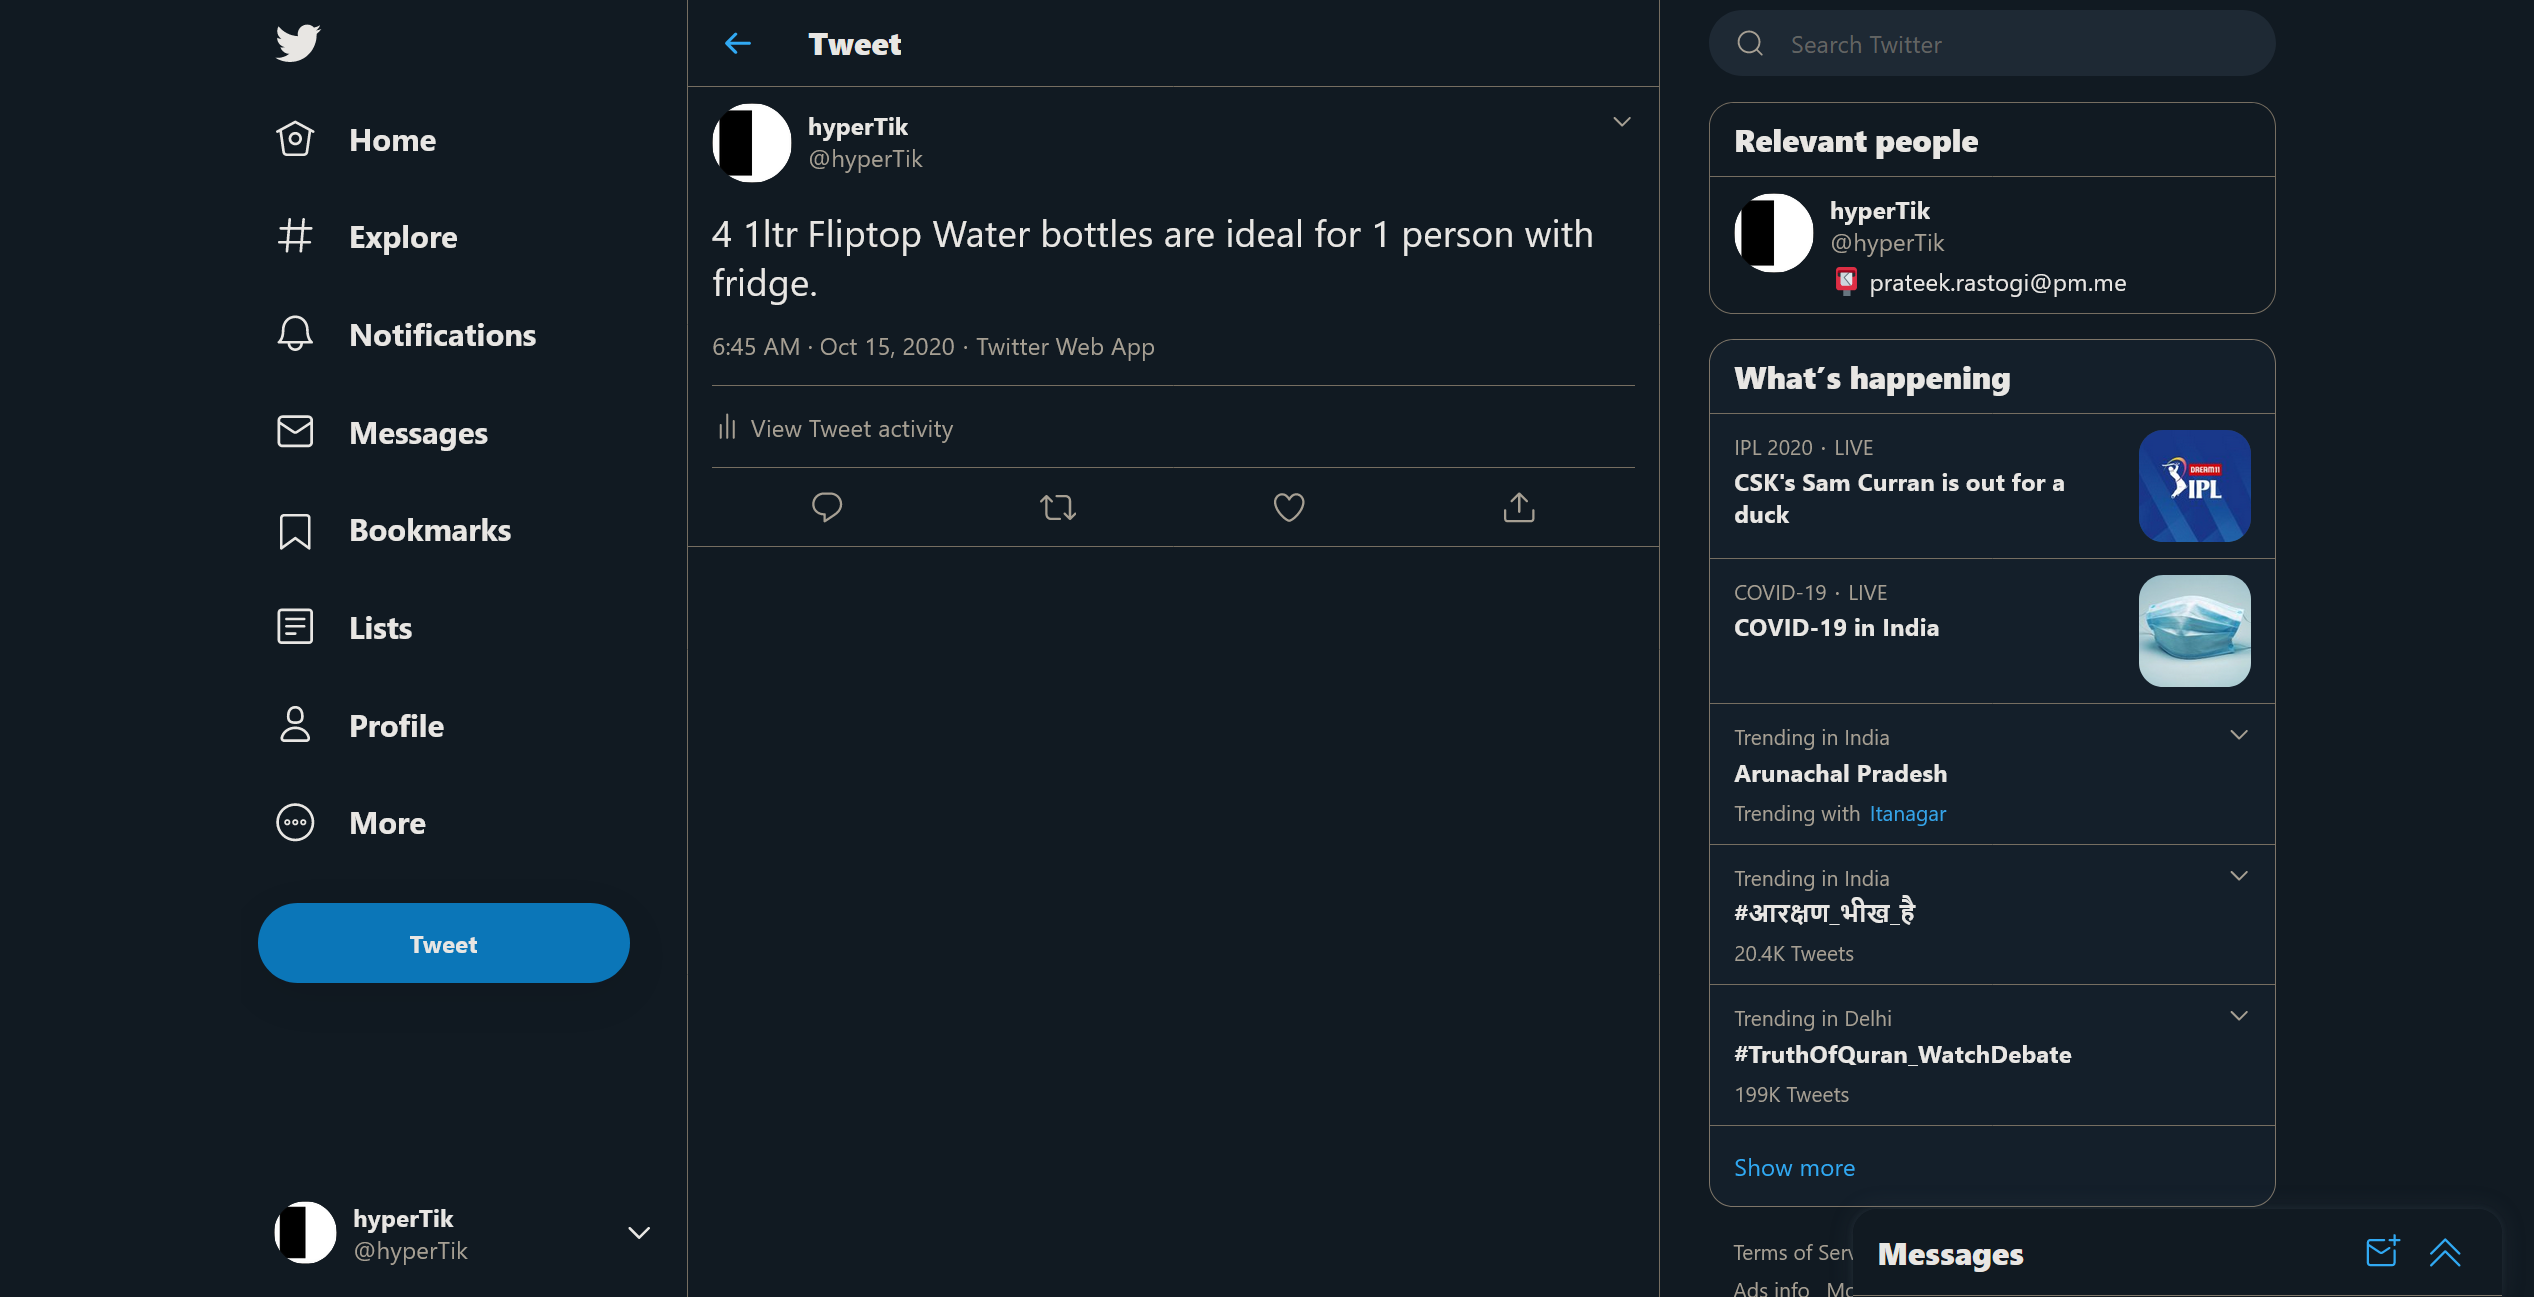 Home
Explore
Notifications
Messages
Bookmarks
Lists
Profile
More
Tweet
hyperTik
@hyperTik
Tweet
hyperTik
@hyperTik
4 1ltr Fliptop Water bottles are ideal for 1 person with
fridge.
6:45 AM · Oct 15, 2020 · Twitter Web App
View Tweet activity
Search Twitter
Relevant people
hyperTik
@hyperTik
prateek.rastogi@pm.me
What's happening
IPL 2020 · LIVE
CSK's Sam Curran is out for a
duck
DREAM11
IPL
COVID-19 · LIVE
COVID-19 in India
Trending in India
Arunachal Pradesh
Trending with Itanagar
Trending in India
#आरक्षण_भीख_है
20.4K Tweets
Trending in Delhi
#TruthOfQuran_WatchDebate
199K Tweets
Show more
Terms of
Ads info
Messages